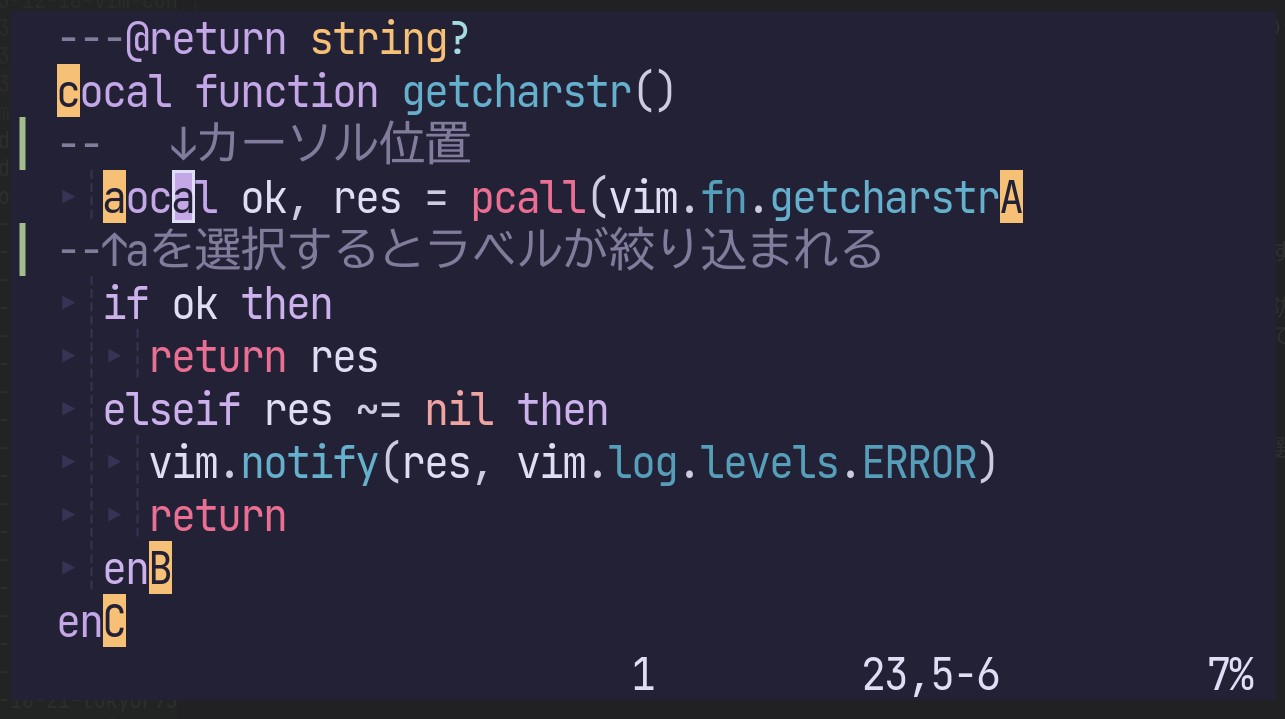 ---@return string?
cocal function getcharstr()
--   ↓カーソル位置
▸ aocal ok, res = pcall(vim.fn.getcharstrA
--↑aを選択するとラベルが絞り込まれる
▸ if ok then
▸ ▸ return res
▸ elseif res ~= nil then
▸ ▸ vim.notify(res, vim.log.levels.ERROR)
▸ ▸ return
▸ enB
enC
1 23,5-6 7%